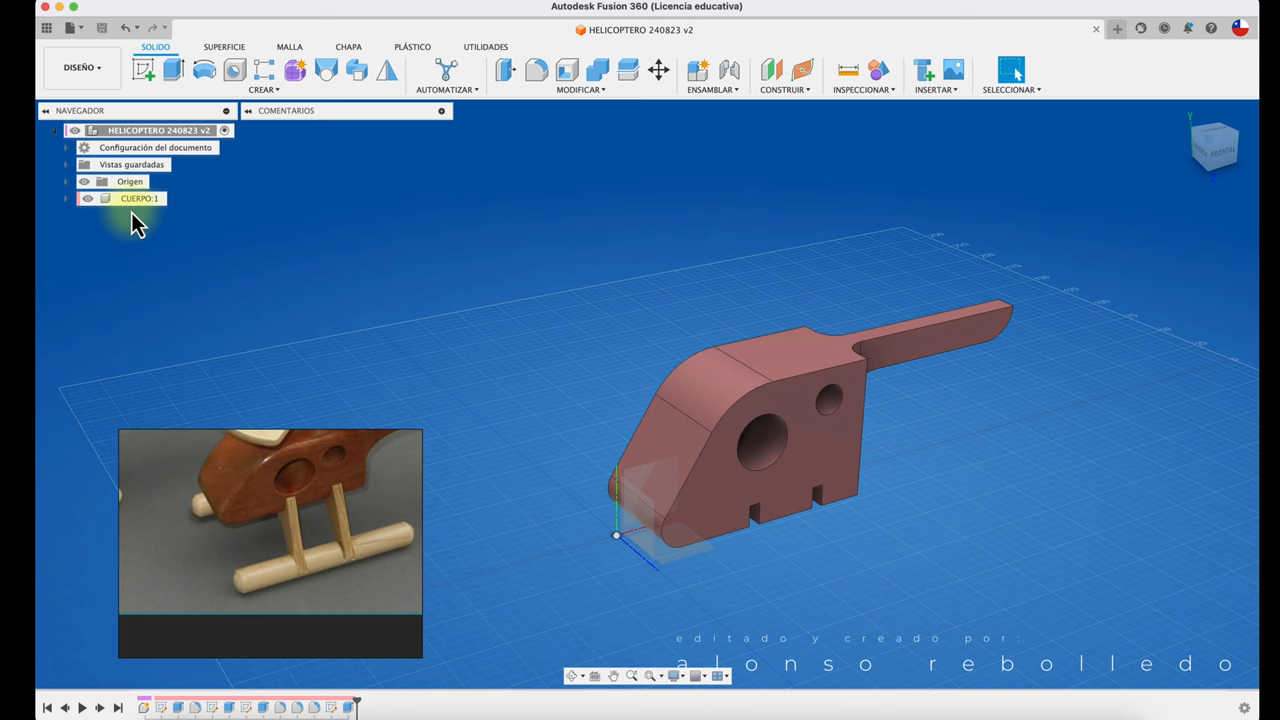 Autodesk Fusion 360 (Licencia educativa)
HELICOPTERO 240823 v2
SOLIDO SUPERFICIE MALLA CHAPA PLÁSTICO UTILIDADES
DISEÑO
CREAR AUTOMATIZAR MODIFICAR ENSAMBLAR CONSTRUIR INSPECCIONAR INSERTAR SELECCIONAR
NAVEGADOR COMENTARIOS
HELICOPTERO 240823 v2
Configuración del documento
Vistas guardadas
Origen
CUERPO:1
FRONTAL
Y
Z
editado y creado por:
alonso rebolledo